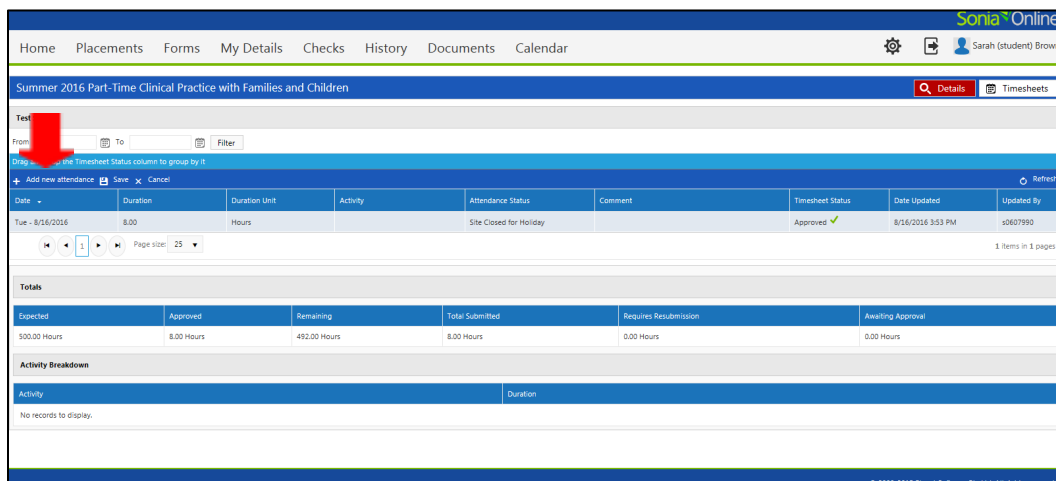 Sonia Online
Home Placements Forms My Details Checks History Documents Calendar Sarah (student) Brow
Summer 2016 Part-Time Clinical Practice with Families and Children Details Timesheets
Test
From To Filter
Drag the Timesheet Status column to group by it
+ Add new attendance Save x Cancel Refresh
Date Duration Duration Unit Activity Attendance Status Comment Timesheet Status Date Updated Updated By
Tue - 8/16/2016 8.00 Hours Site Closed for Holiday Approved 8/16/2016 3:53 PM s0607990
1 Page size: 25 1 items in 1 pages
Totals
Expected Approved Remaining Total Submitted Requires Resubmission Awaiting Approval
500.00 Hours 8.00 Hours 492.00 Hours 8.00 Hours 0.00 Hours 0.00 Hours
Activity Breakdown
Activity Duration
No records to display.